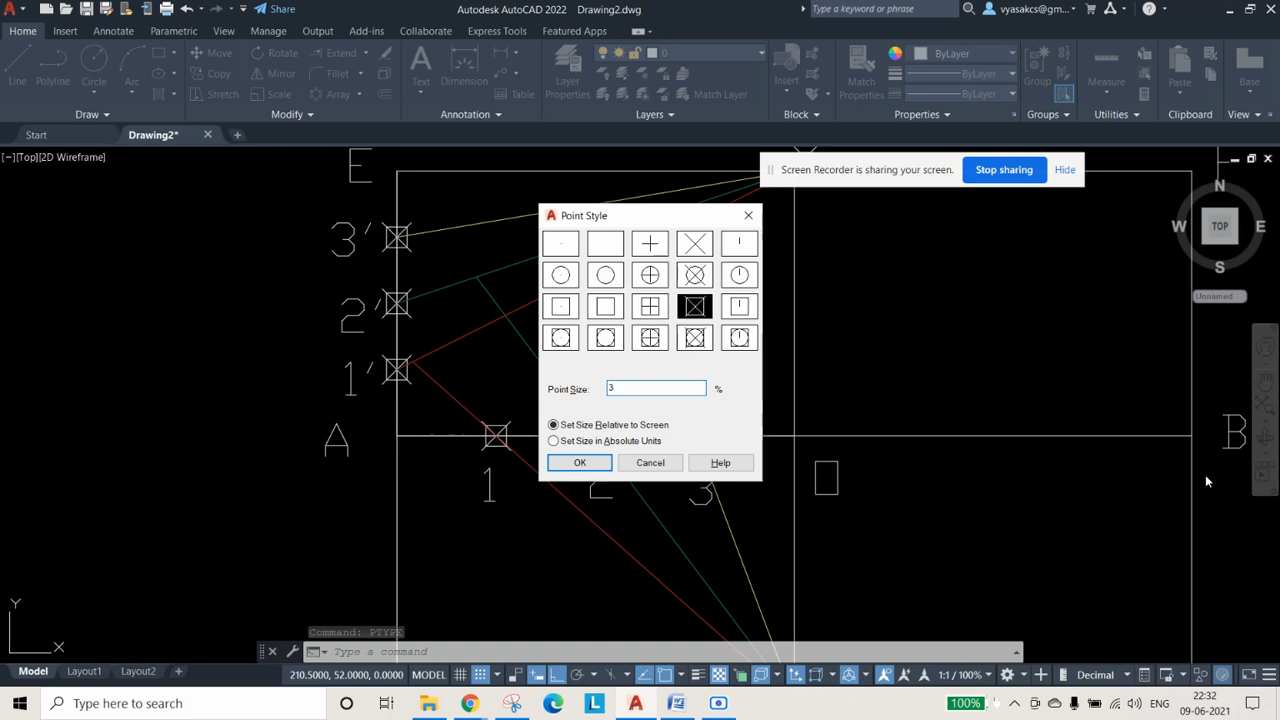 Share
Autodesk AutoCAD 2022 Drawing2.dwg
Type a keyword or phrase
vyasakcs@gm...
Home Insert Annotate Parametric View Manage Output Add-ins Collaborate Express Tools Featured Apps
Line Polyline Circle Arc
Move Rotate Extend
Copy Mirror Fillet
Stretch Scale Array
Text Dimension Table
Layer Properties 0 Match Layer
Insert
Match Properties ByLayer ByLayer ByLayer
Group Measure Paste Base
Draw Modify Annotation Layers Block Properties Groups Utilities Clipboard View
Start Drawing2* +
[−][Top][2D Wireframe]
Screen Recorder is sharing your screen. Stop sharing Hide
N
W TOP E
S
Unnamed
E
3′
2′
1′
A
B
1 2 3 O
Point Style
Point Size: 3 %
Set Size Relative to Screen
Set Size in Absolute Units
OK Cancel Help
Y
X
Command: PTYPE
Type a command
Model Layout1 Layout2 +
210.5000, 52.0000, 0.0000 MODEL 1:1 / 100% Decimal
Type here to search
100% ENG 22:32
09-06-2021